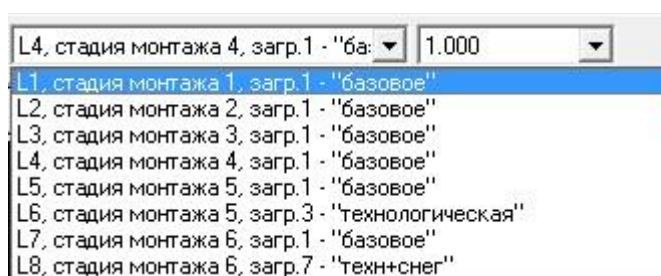 L4, стадия монтажа 4, загр.1 - "ба: 1.000
L1, стадия монтажа 1, загр.1 - "базовое"
L2, стадия монтажа 2, загр.1 - "базовое"
L3, стадия монтажа 3, загр.1 - "базовое"
L4, стадия монтажа 4, загр.1 - "базовое"
L5, стадия монтажа 5, загр.1 - "базовое"
L6, стадия монтажа 5, загр.3 - "технологическая"
L7, стадия монтажа 6, загр.1 - "базовое"
L8, стадия монтажа 6, загр.7 - "техн+снег"